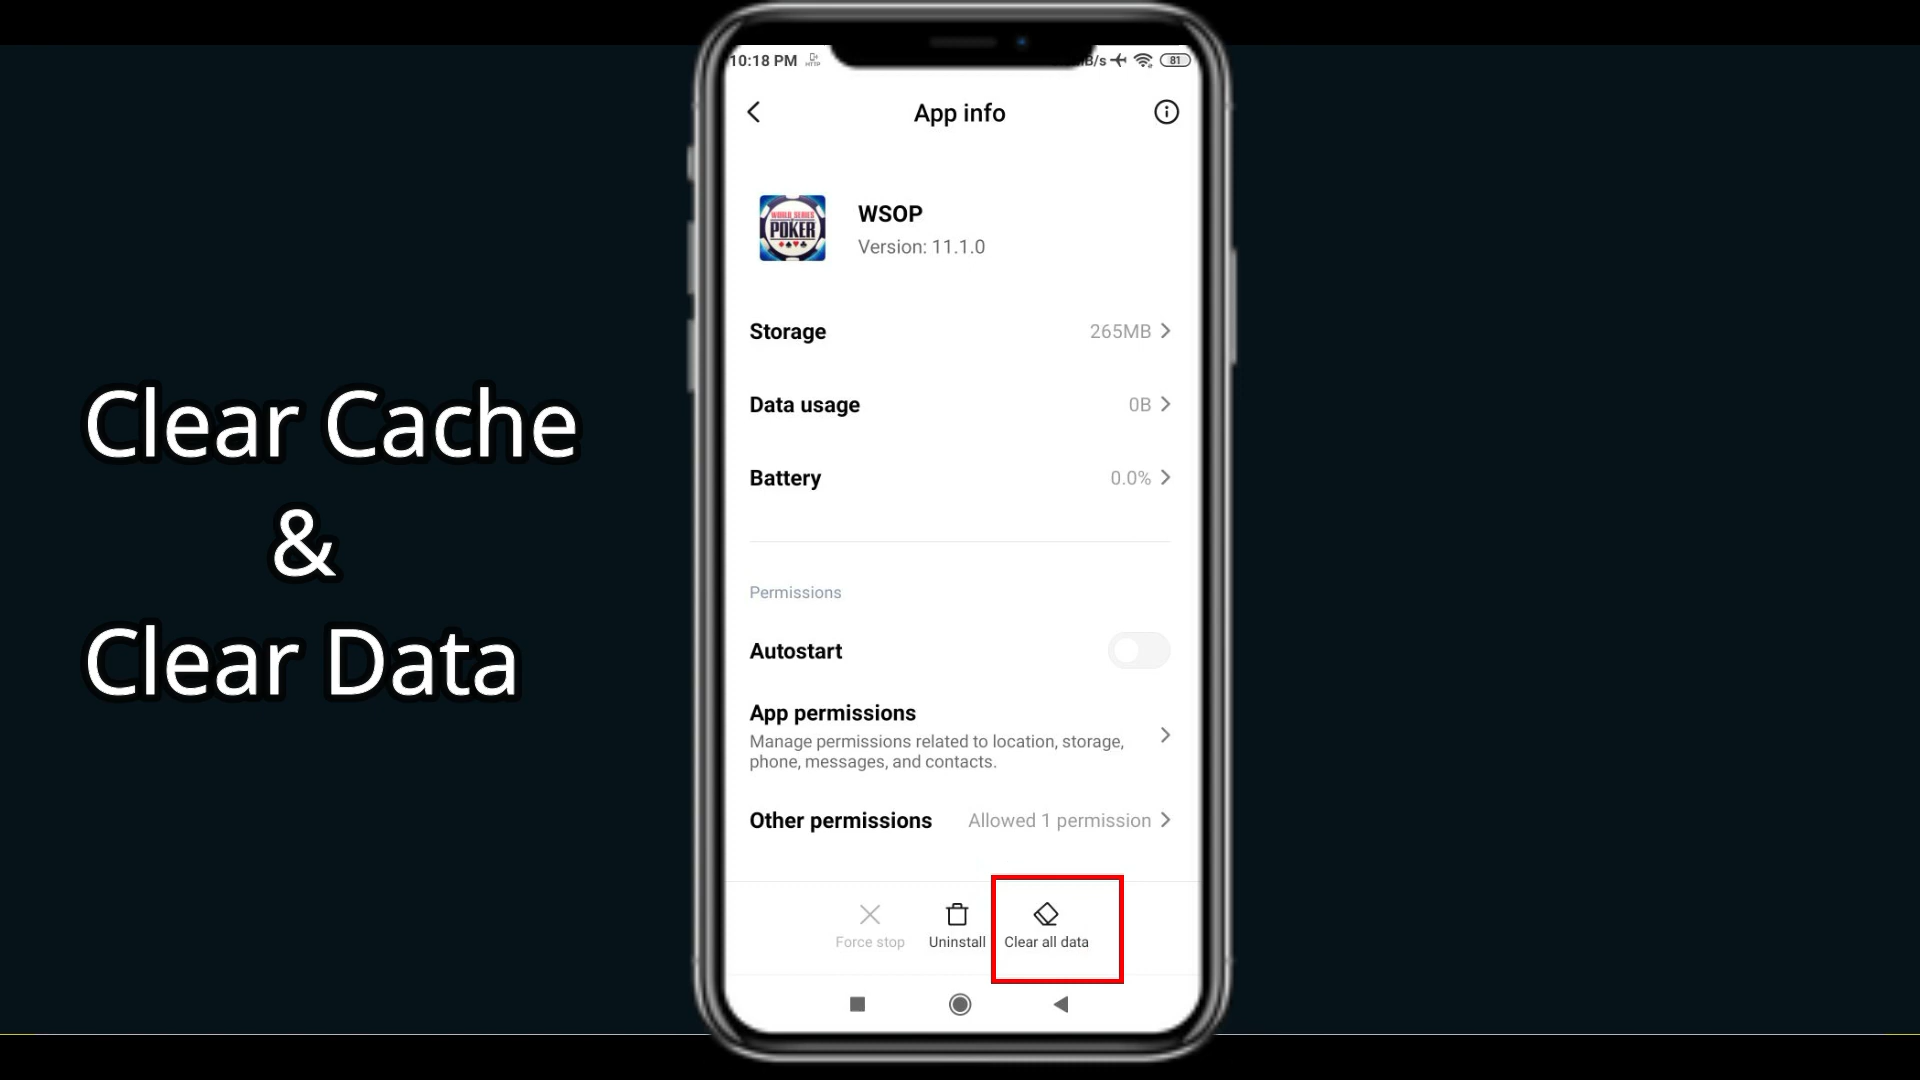 10:18 PM
B/s
81
App info
WORLD SERIES
POKER
WSOP
Version: 11.1.0
Storage 265MB
Data usage 0B
Battery 0.0%
Clear Cache
&
Clear Data
Permissions
Autostart
App permissions
Manage permissions related to location, storage,
phone, messages, and contacts.
Other permissions Allowed 1 permission
Force stop Uninstall Clear all data